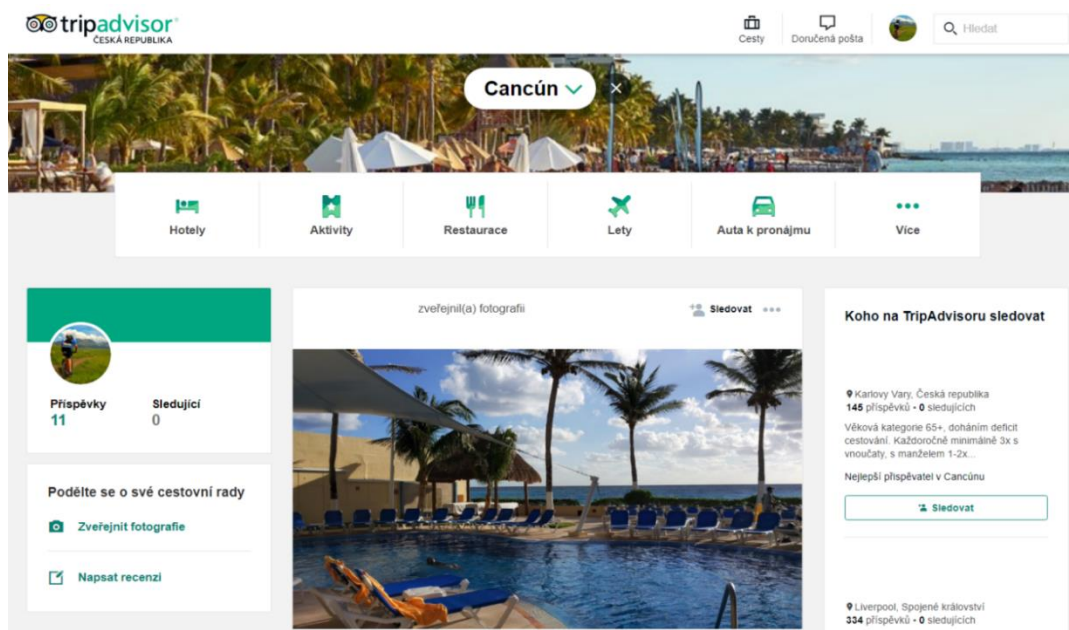 tripadvisor
ČESKÁ REPUBLIKA
Cesty
Doručená pošta
Hledat
Cancún
Hotely
Aktivity
Restaurace
Lety
Auta k pronájmu
Více
Příspěvky
11
Sledující
0
Podělte se o své cestovní rady
Zveřejnit fotografie
Napsat recenzi
zveřejnil(a) fotografii
Sledovat
Koho na TripAdvisoru sledovat
Karlovy Vary, Česká republika
145 příspěvků - 0 sledujících
Věková kategorie 65+, doháním deficit
cestování. Každoročně minimálně 3x s
vnoučaty, s manželem 1-2x...
Nejlepší přispěvatel v Cancúnu
Sledovat
Liverpool, Spojené království
334 příspěvků - 0 sledujících